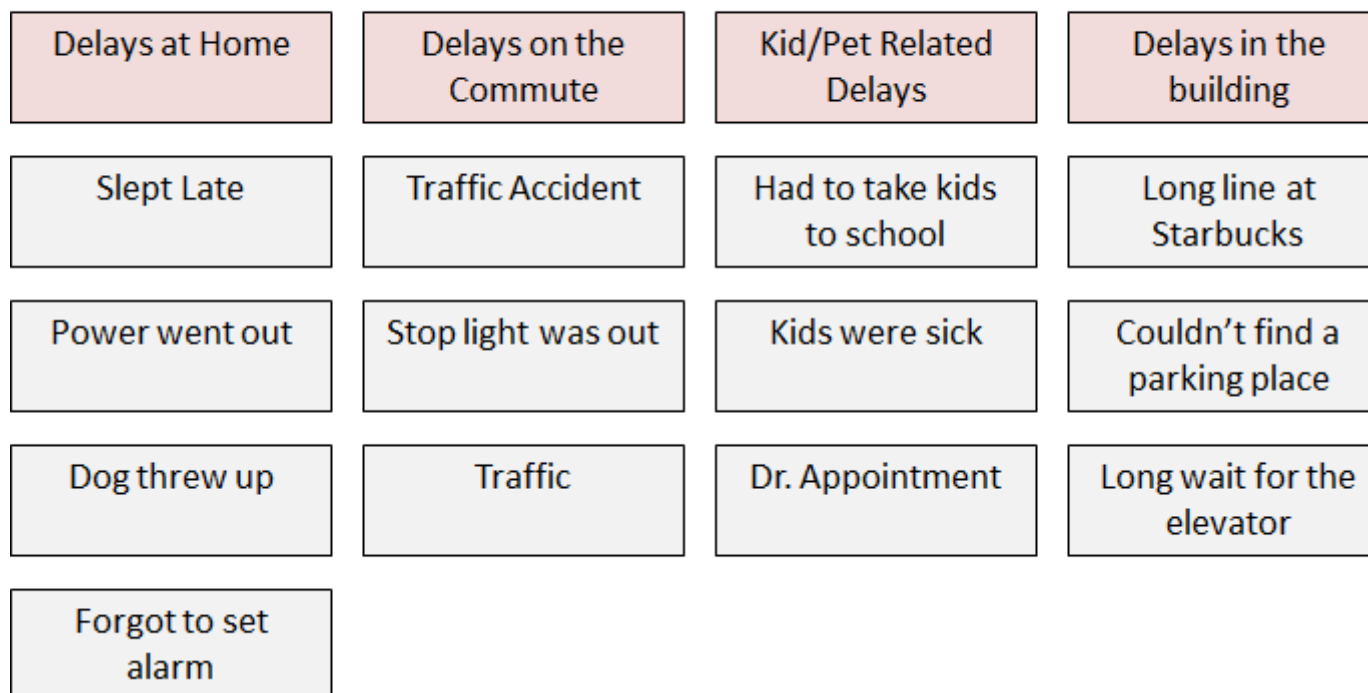 Delays at Home
Delays on the
Commute
Kid/Pet Related
Delays
Delays in the
building
Slept Late
Traffic Accident
Had to take kids
to school
Long line at
Starbucks
Power went out
Stop light was out
Kids were sick
Couldn’t find a
parking place
Dog threw up
Traffic
Dr. Appointment
Long wait for the
elevator
Forgot to set
alarm